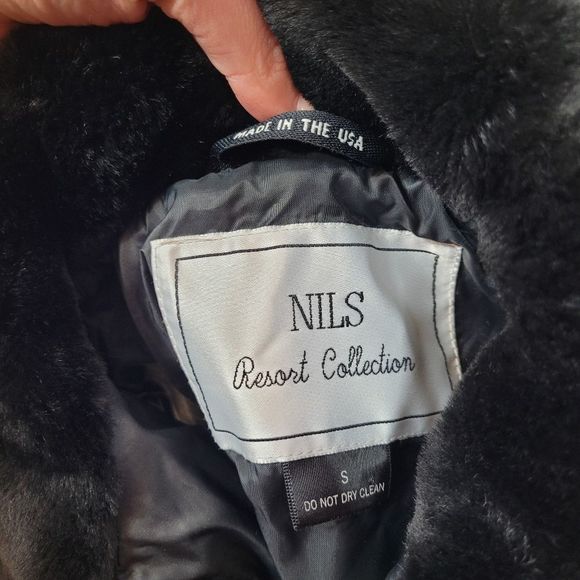 MADE IN THE USA
NILS
Resort Collection
S
DO NOT DRY CLEAN